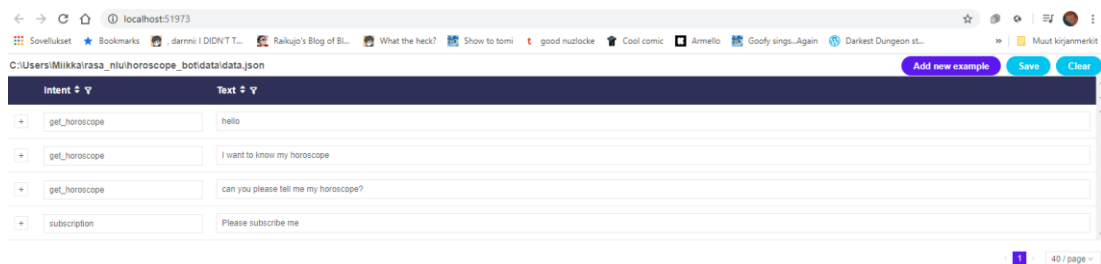 localhost:51973
Sovellukset Bookmarks , darnni: I DIDN'T T... Raikujo's Blog of Bl... What the heck? Show to tomi good nuzlocke Cool comic Armello Goofy sings...Again Darkest Dungeon st... » Muut kirjanmerkit
C:\Users\Miikka\rasa_nlu\horoscope_bot\data\data.json Add new example Save Clear
Intent Text
+ get_horoscope hello
+ get_horoscope I want to know my horoscope
+ get_horoscope can you please tell me my horoscope?
+ subscription Please subscribe me
1 40 / page